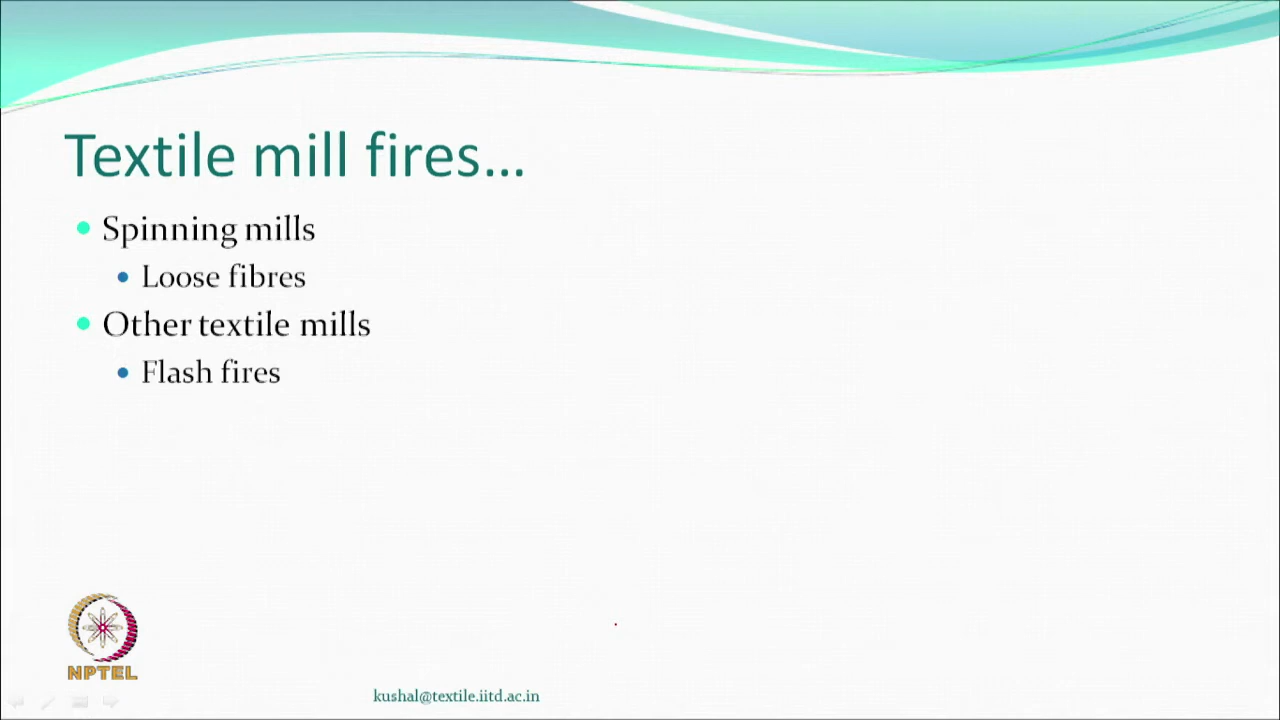 Textile mill fires...
Spinning mills
Loose fibres
Other textile mills
Flash fires
NPTEL
kushal@textile.iitd.ac.in